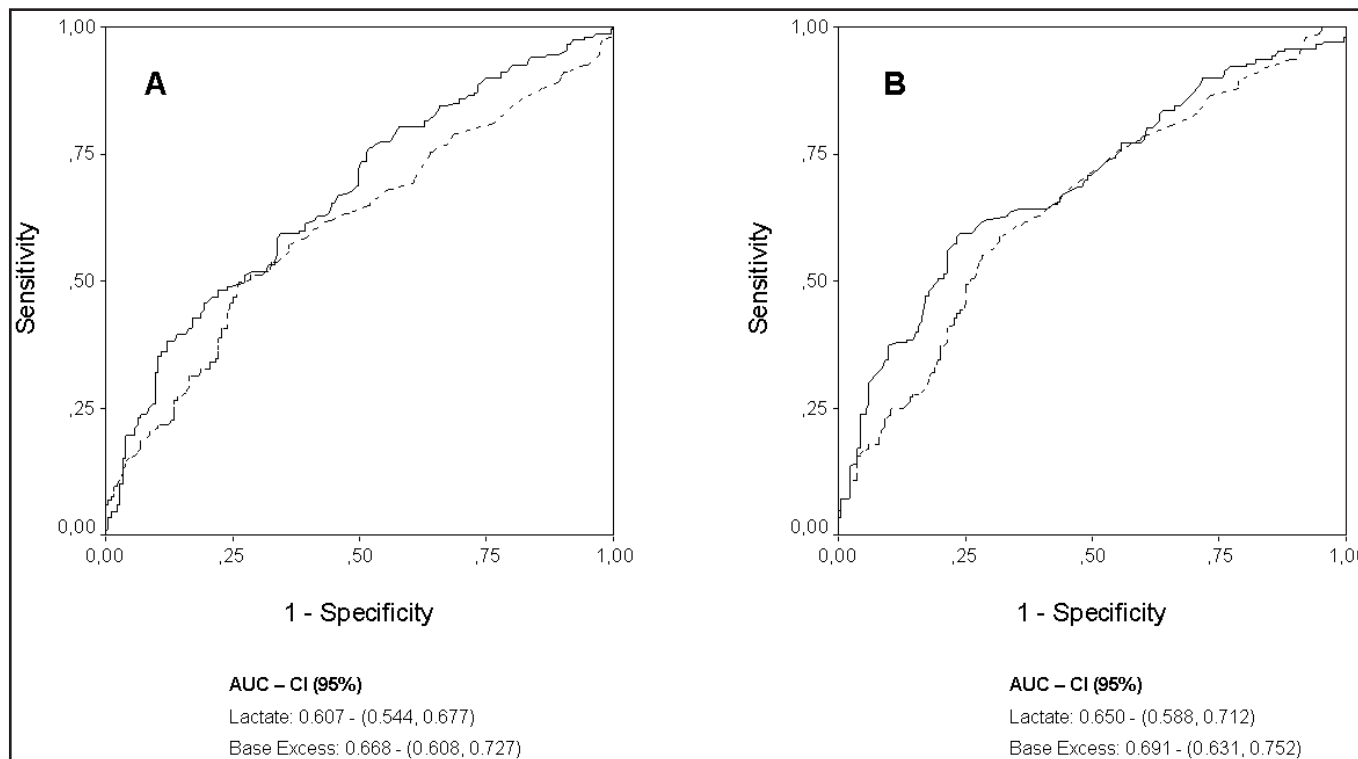 A
Sensitivity
1,00
,75
,50
,25
0,00
0,00 ,25 ,50 ,75 1,00
1 - Specificity
AUC – CI (95%)
Lactate: 0.607 - (0.544, 0.677)
Base Excess: 0.668 - (0.608, 0.727)
B
Sensitivity
1,00
,75
,50
,25
0,00
0,00 ,25 ,50 ,75 1,00
1 - Specificity
AUC – CI (95%)
Lactate: 0.650 - (0.588, 0.712)
Base Excess: 0.691 - (0.631, 0.752)